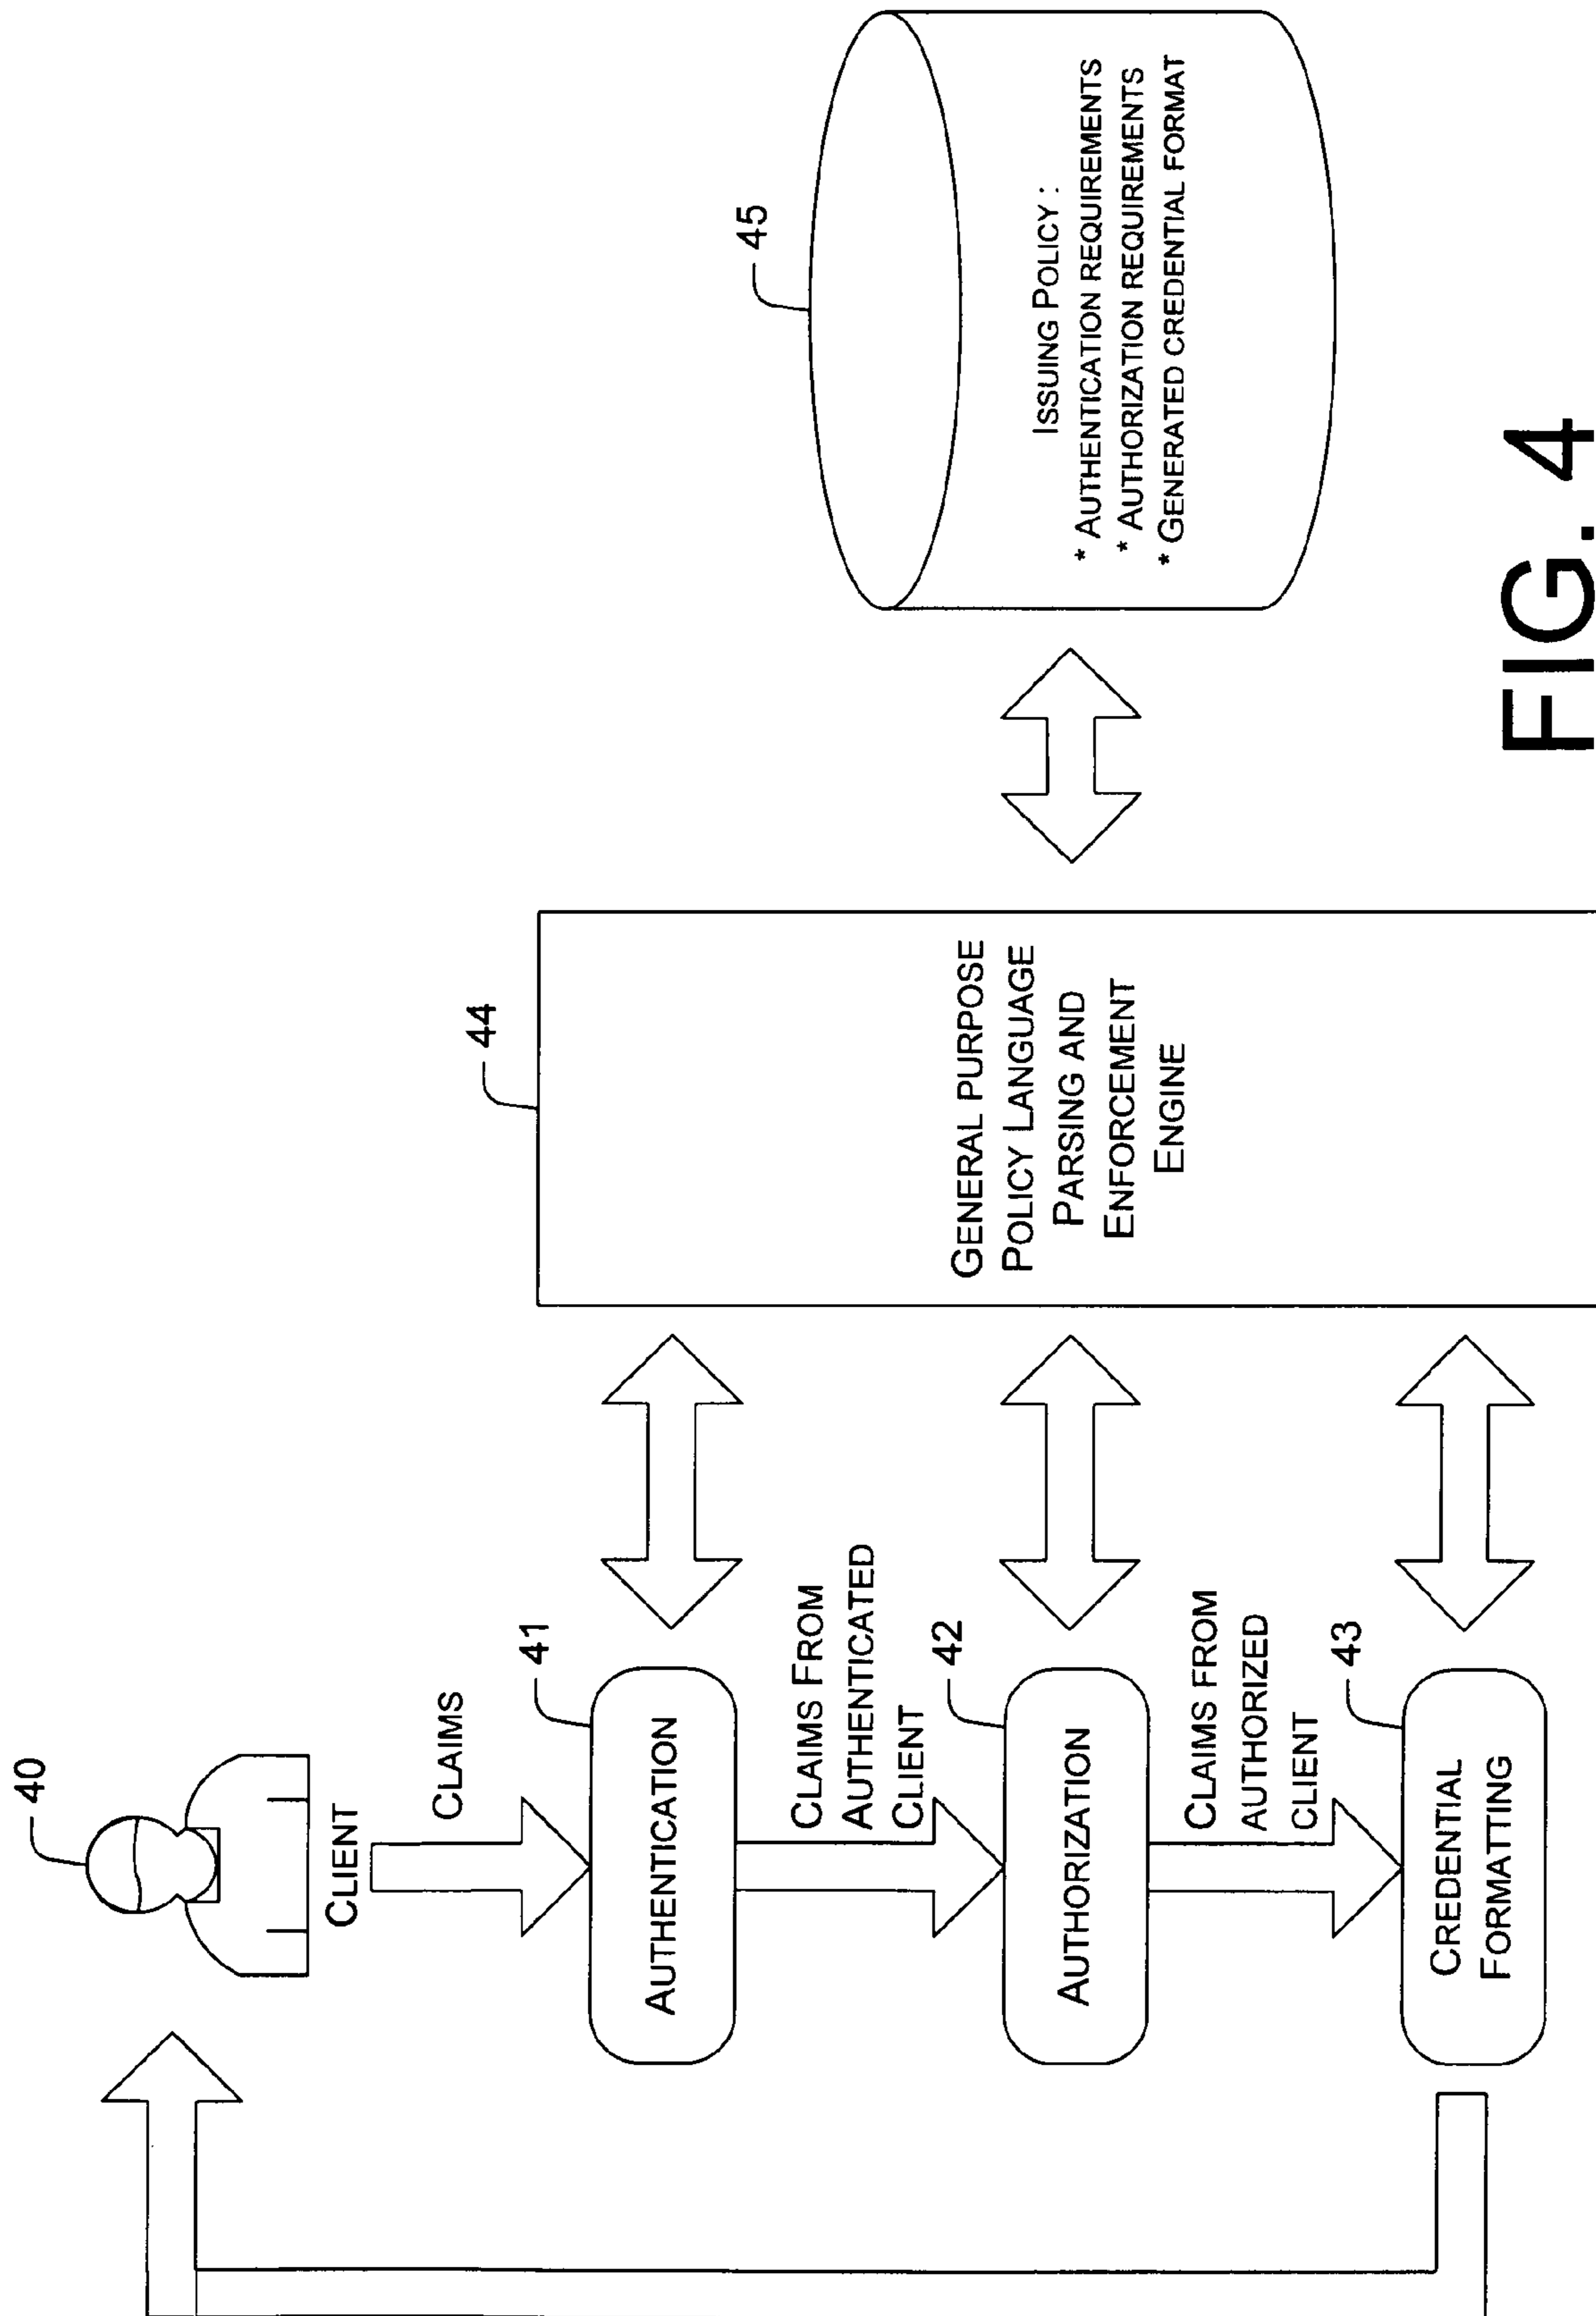 40
CLIENT
CLAIMS
41
AUTHENTICATION
CLAIMS FROM
AUTHENTICATED
CLIENT
42
AUTHORIZATION
CLAIMS FROM
AUTHORIZED
CLIENT
43
CREDENTIAL
FORMATTING
44
GENERAL PURPOSE
POLICY LANGUAGE
PARSING AND
ENFORCEMENT
ENGINE
45
ISSUING POLICY :
* AUTHENTICATION REQUIREMENTS
* AUTHORIZATION REQUIREMENTS
* GENERATED CREDENTIAL FORMAT
FIG. 4